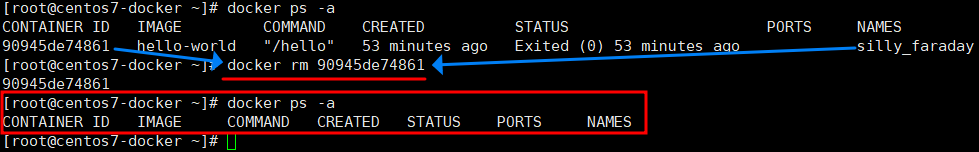 [root@centos7-docker ~]# docker ps -a
CONTAINER ID   IMAGE         COMMAND    CREATED          STATUS                      PORTS     NAMES
90945de74861   hello-world   "/hello"   53 minutes ago   Exited (0) 53 minutes ago             silly_faraday
[root@centos7-docker ~]# docker rm 90945de74861
90945de74861
[root@centos7-docker ~]# docker ps -a
CONTAINER ID   IMAGE     COMMAND   CREATED   STATUS    PORTS     NAMES
[root@centos7-docker ~]#